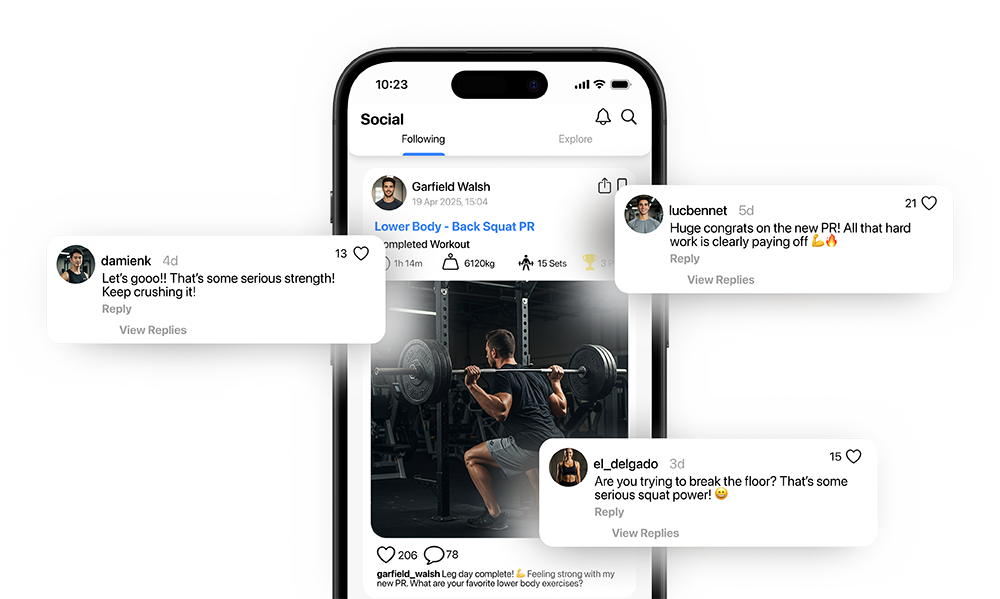 10:23
Social
Following
Explore
Garfield Walsh
19 Apr 2025, 15:04
Lower Body - Back Squat PR
ompleted Workout
1h 14m
6120kg
15 Sets
3
damienk 4d
13
Let's gooo!! That's some serious strength!
Keep crushing it!
Reply
View Replies
lucbennet 5d
21
Huge congrats on the new PR! All that hard
work is clearly paying off 💪🔥
Reply
View Replies
el_delgado 3d
15
Are you trying to break the floor? That's some
serious squat power! 😄
Reply
View Replies
206
78
garfield_walsh Leg day complete! 💪 Feeling strong with my
new PR. What are your favorite lower body exercises?